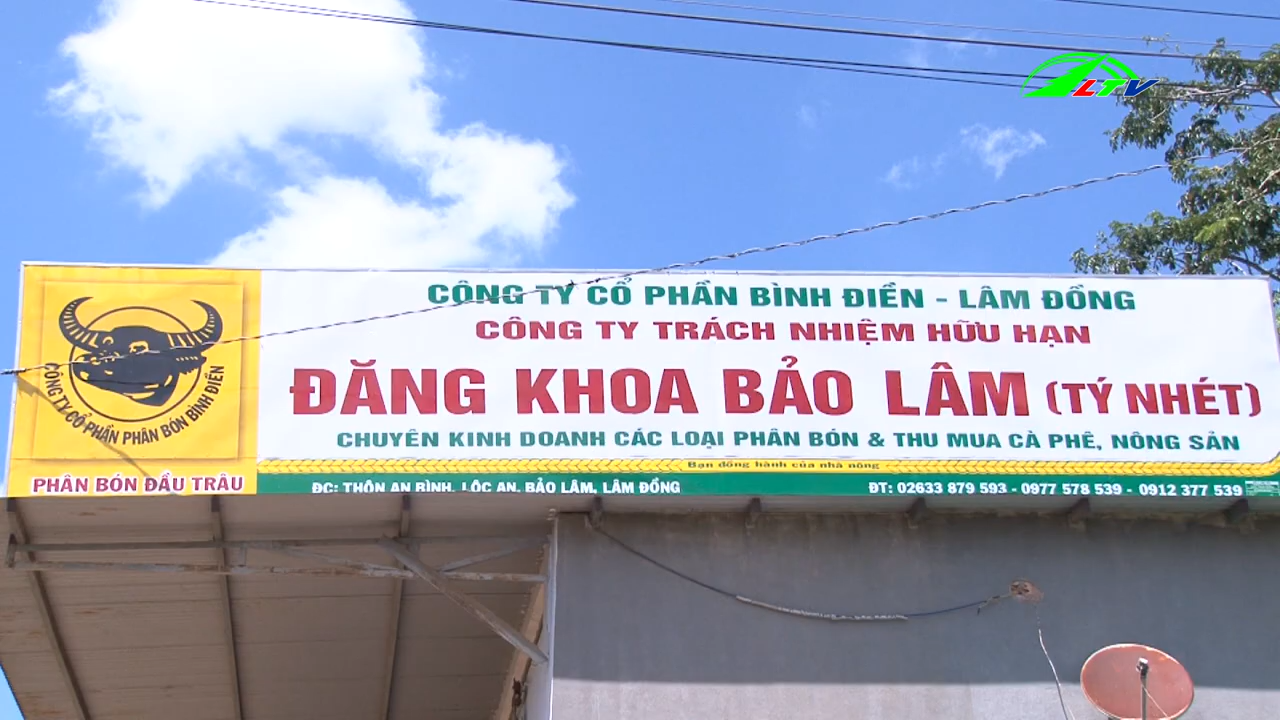 LTV
CÔNG TY CỔ PHẦN BÌNH ĐIỀN - LÂM ĐỒNG
CÔNG TY TRÁCH NHIỆM HỮU HẠN
ĐĂNG KHOA BẢO LÂM (TÝ NHÉT)
CHUYÊN KINH DOANH CÁC LOẠI PHÂN BÓN & THU MUA CÀ PHÊ, NÔNG SẢN
Bạn đồng hành của nhà nông
ĐC: THÔN AN BÌNH, LỘC AN, BẢO LÂM, LÂM ĐỒNG
ĐT: 02633 879 593 - 0977 578 539 - 0912 377 539
CÔNG TY CỔ PHẦN PHÂN BÓN BÌNH ĐIỀN
PHÂN BÓN ĐẦU TRÂU